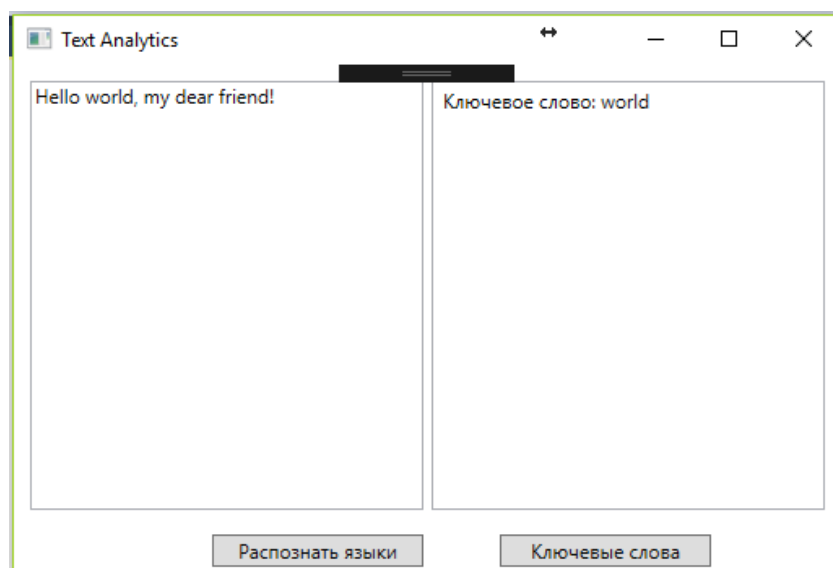 Text Analytics
Hello world, my dear friend!
Ключевое слово: world
Распознать языки
Ключевые слова